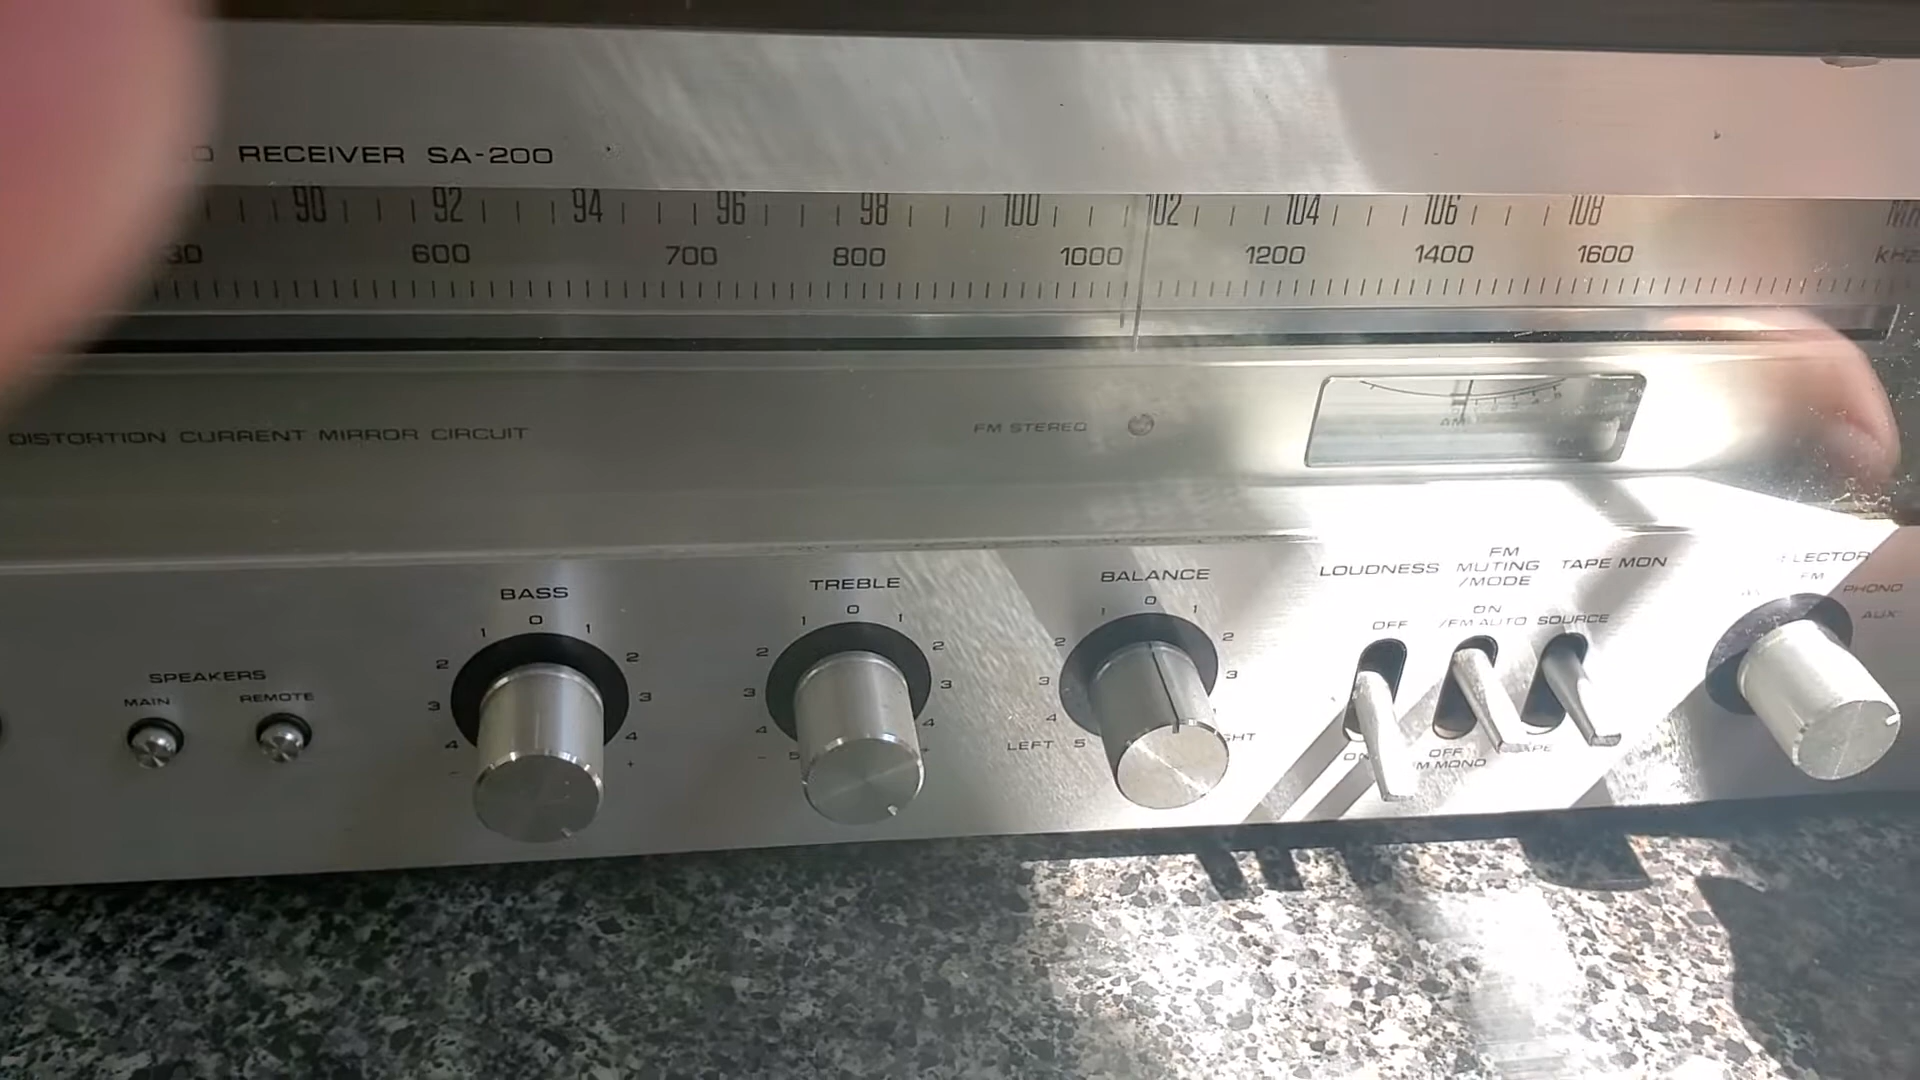 RECEIVER SA-200
90 92 94 96 98 100 102 104 106 108
600 700 800 1000 1200 1400 1600 kHz
DISTORTION CURRENT MIRROR CIRCUIT
FM STEREO
AM
SPEAKERS
MAIN REMOTE
BASS
0
1 1
2 2
3 3
4 4
- +
TREBLE
0
1 1
2 2
3 3
4 4
- 5
BALANCE
0
1 1
2 2
3 3
4
LEFT 5
LOUDNESS
OFF
FM
MUTING
/MODE
ON
/FM AUTO
OFF
TAPE MON
SOURCE
FM
PHONO
AUX